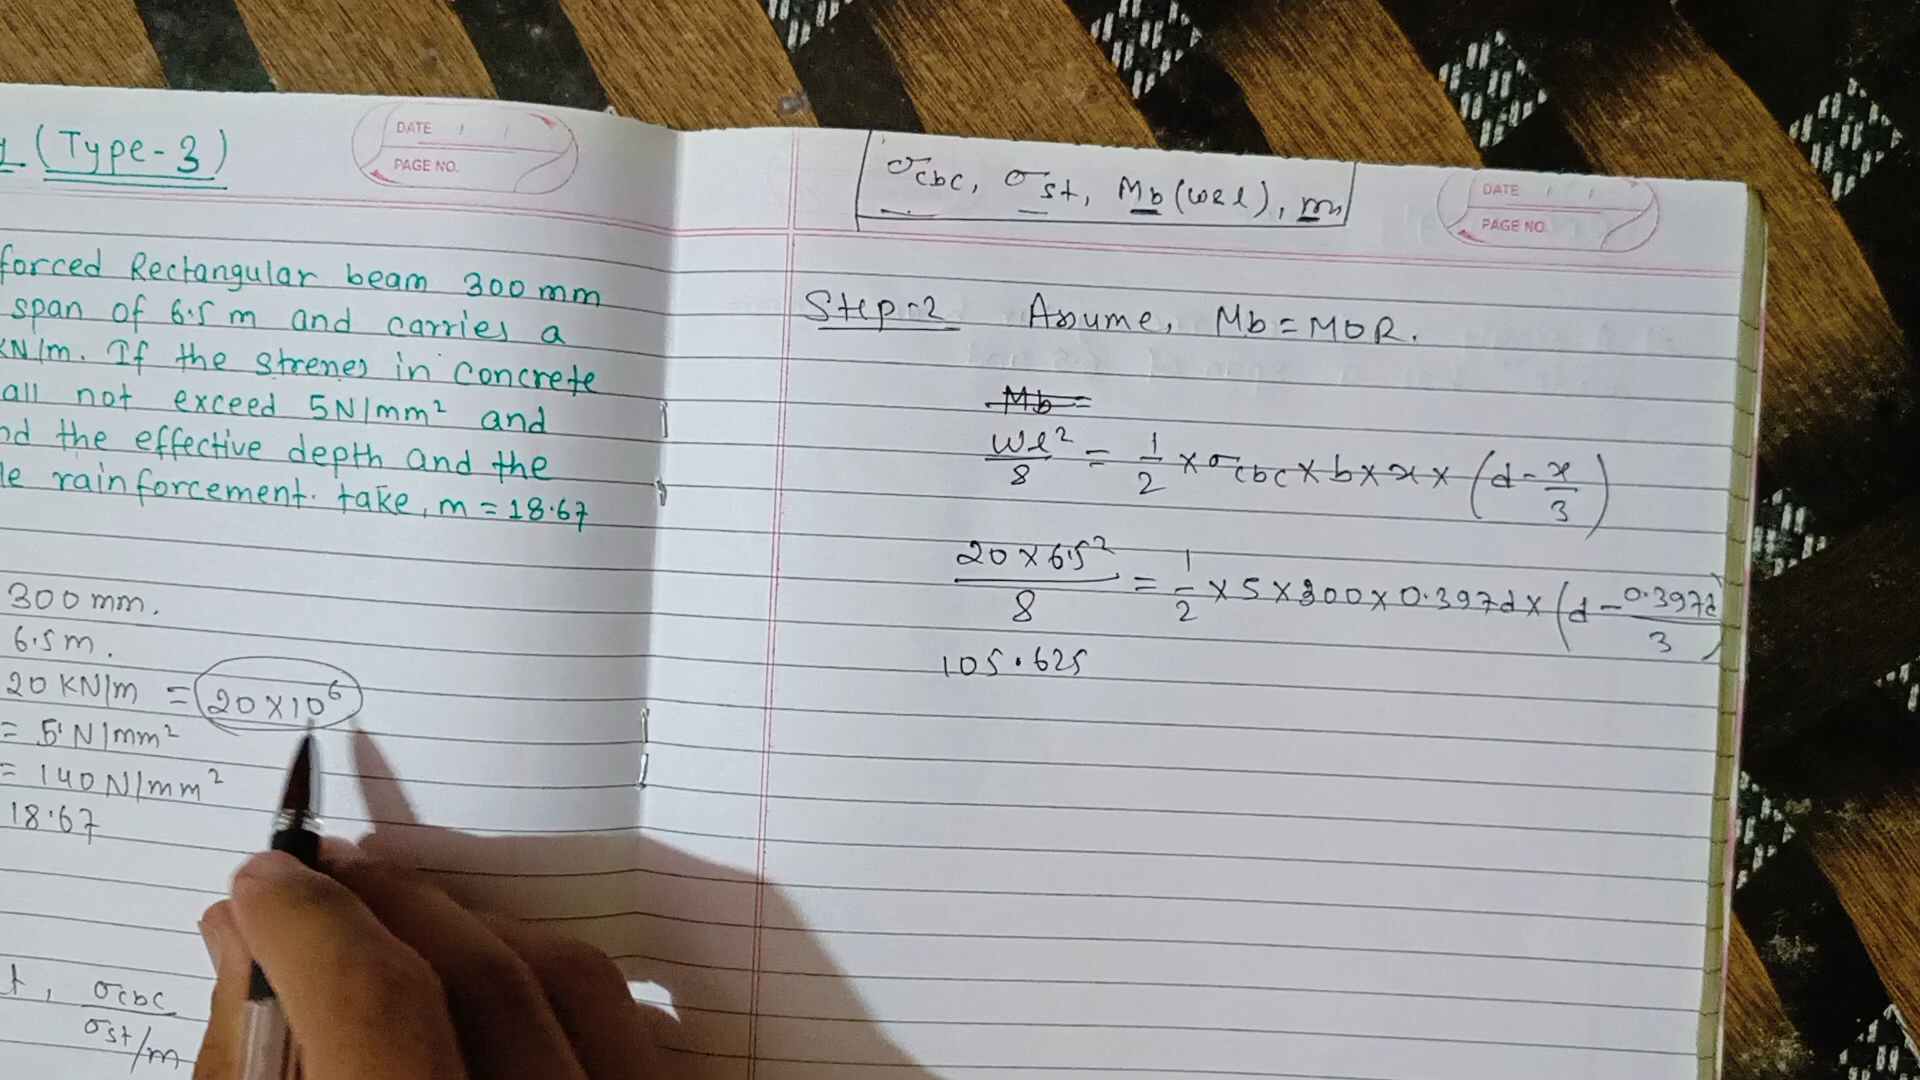 (Type-3)
DATE / /
PAGE NO.
forced Rectangular beam 300 mm
span of 6.5 m and carries a
KN/m. If the stresses in concrete
all not exceed 5N/mm² and
nd the effective depth and the
le rainforcement. take, m = 18.67
300 mm.
6.5 m.
20 KN/m = 20 × 10⁶
= 5 N/mm²
= 140 N/mm²
18.67
t, σcbc
σst/m
σcbc, σst, Mb (w&l), m
DATE / /
PAGE NO.
Step-2 Assume, Mb = MOR.
Mb =
wl²/8 = 1/2 × σcbc × b × x × (d - x/3)
20 × 6.5²/8 = 1/2 × 5 × 300 × 0.397d × (d - 0.397d/3)
105.625